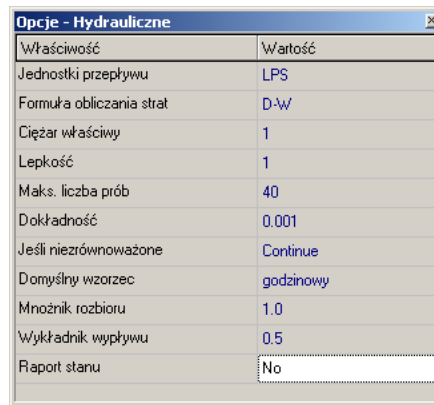 Opcje - Hydrauliczne
Właściwość Wartość
Jednostki przepływu LPS
Formuła obliczania strat D-W
Ciężar właściwy 1
Lepkość 1
Maks. liczba prób 40
Dokładność 0.001
Jeśli niezrównoważone Continue
Domyślny wzorzec godzinowy
Mnożnik rozbioru 1.0
Wykładnik wypływu 0.5
Raport stanu No